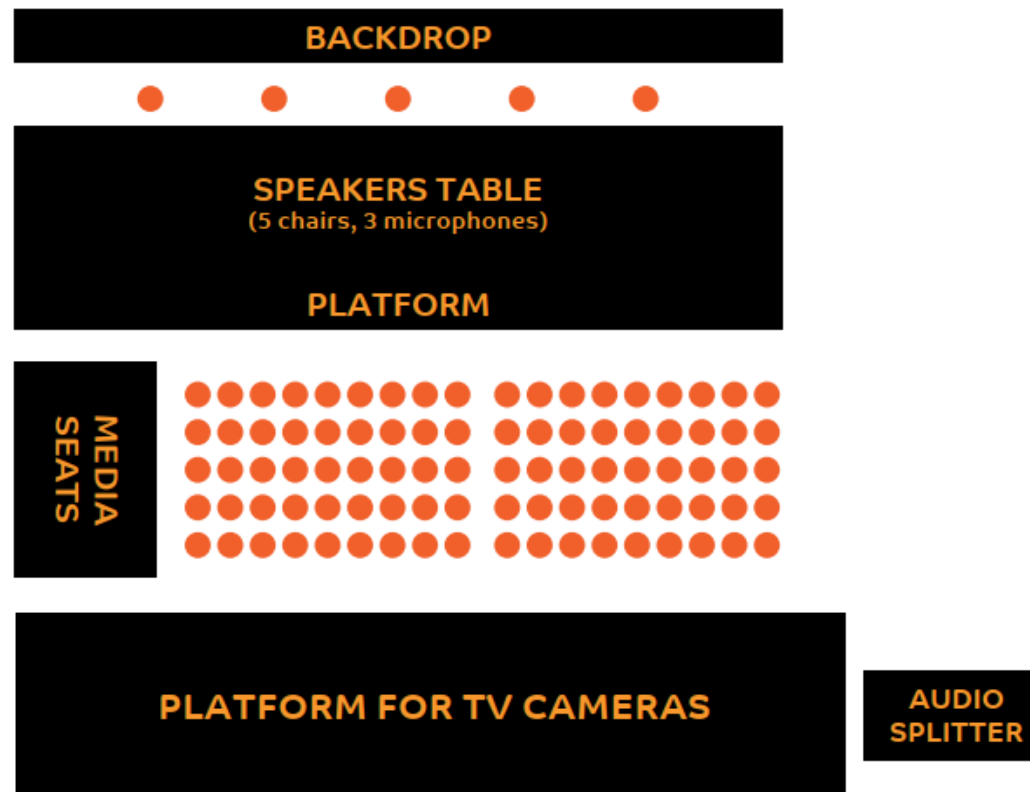 BACKDROP
SPEAKERS TABLE
(5 chairs, 3 microphones)
PLATFORM
MEDIA
SEATS
PLATFORM FOR TV CAMERAS
AUDIO
SPLITTER